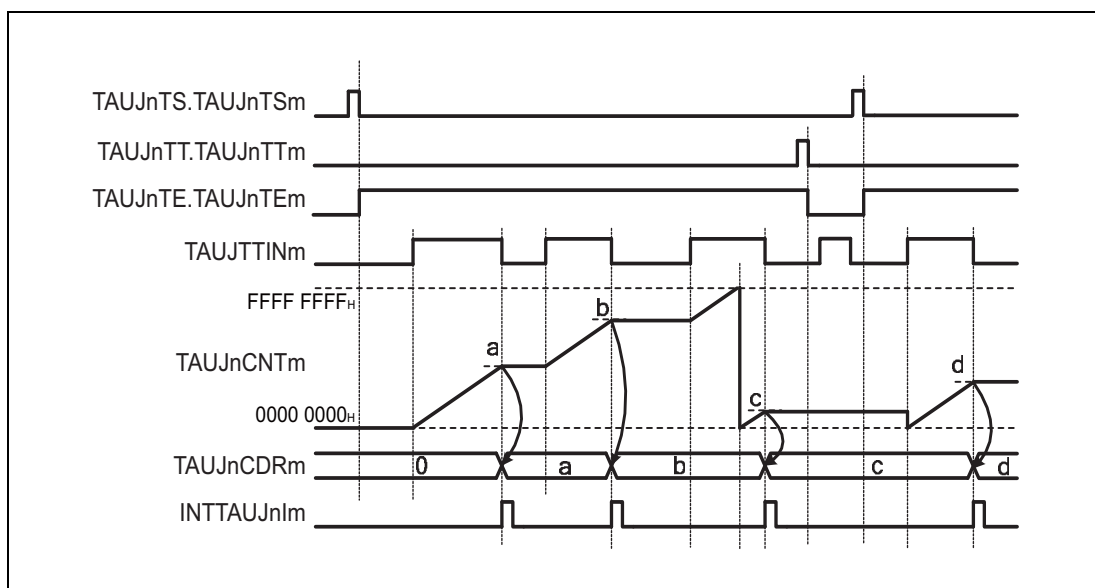 TAUJnTS.TAUJnTSm
TAUJnTT.TAUJnTTm
TAUJnTE.TAUJnTEm
TAUJTTINm
FFFF FFFFH
b
a
TAUJnCNTm
d
c
0000 0000H
TAUJnCDRm
0 a b c d
INTTAUJnIm